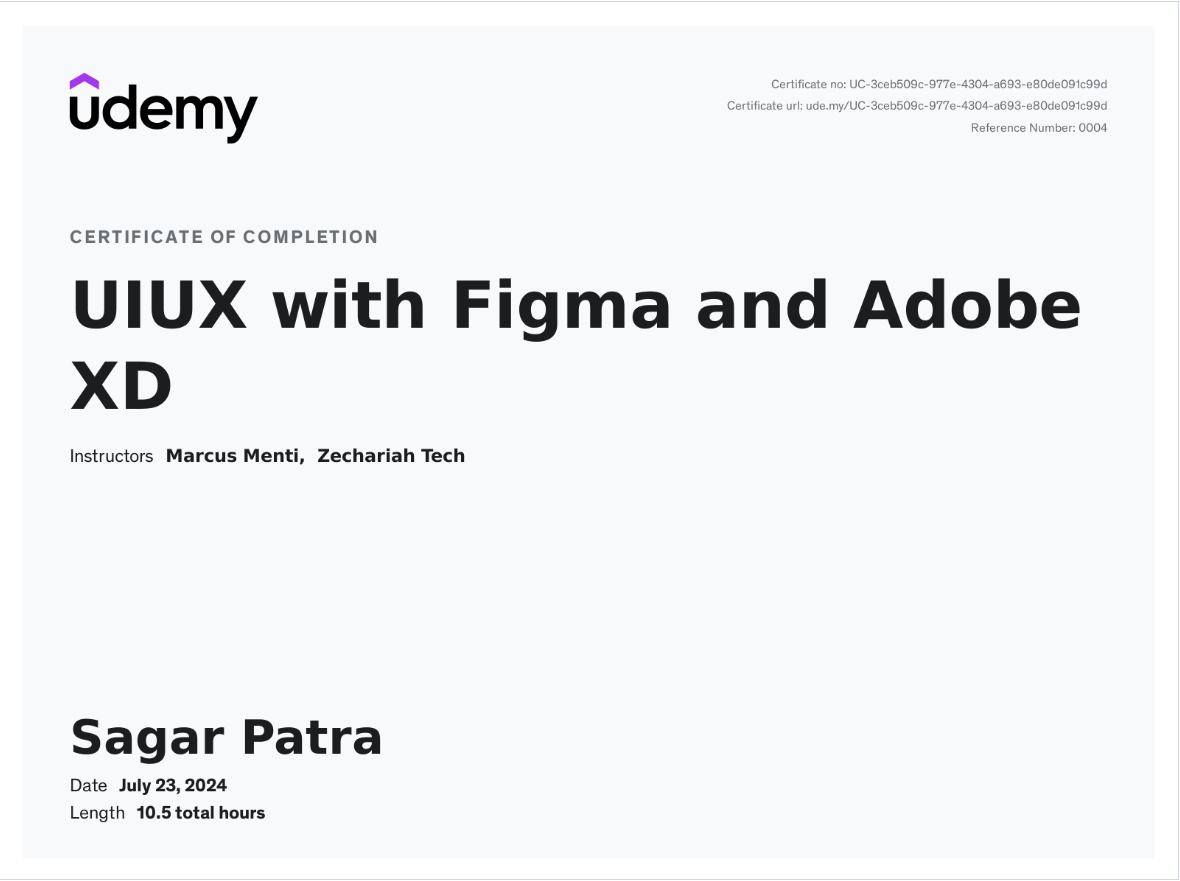 udemy
Certificate no: UC-3ceb509c-977e-4304-a693-e80de091c99d
Certificate url: ude.my/UC-3ceb509c-977e-4304-a693-e80de091c99d
Reference Number: 0004
CERTIFICATE OF COMPLETION
UIUX with Figma and Adobe
XD
Instructors Marcus Menti, Zechariah Tech
Sagar Patra
Date July 23, 2024
Length 10.5 total hours